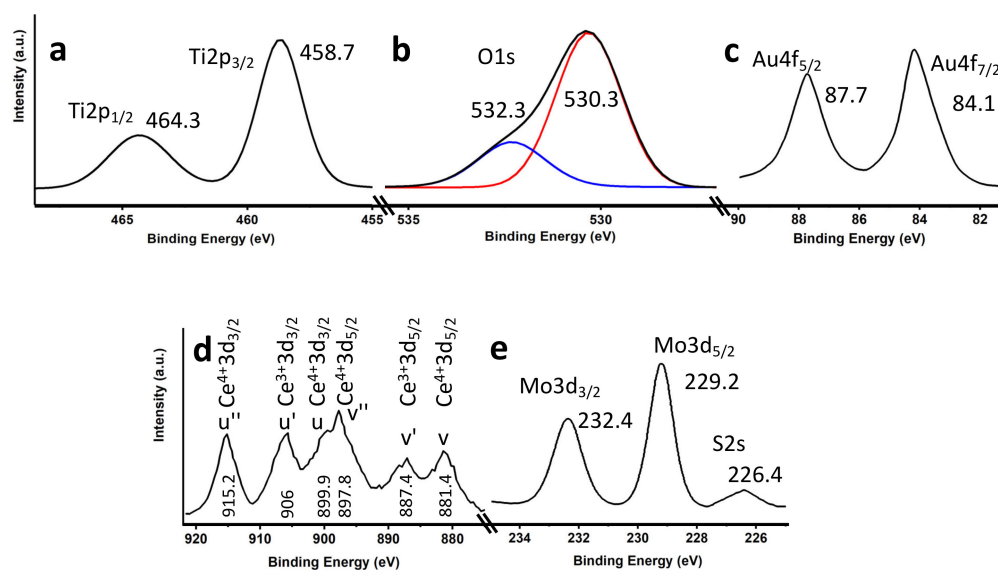 a
Intensity (a.u.)
Ti2p1/2
464.3
Ti2p3/2
458.7
465
460
455
Binding Energy (eV)
b
O1s
532.3
530.3
535
530
Binding Energy (eV)
c
Au4f5/2
87.7
Au4f7/2
84.1
90
88
86
84
82
Binding Energy (eV)
d
Intensity (a.u.)
Ce4+3d3/2
Ce3+3d3/2
Ce4+3d3/2
Ce4+3d5/2
Ce3+3d5/2
Ce4+3d5/2
u''
u'
u
v''
v'
v
915.2
906
899.9
897.8
887.4
881.4
920
910
900
890
880
Binding Energy (eV)
e
Mo3d3/2
232.4
Mo3d5/2
229.2
S2s
226.4
234
232
230
228
226
Binding Energy (eV)